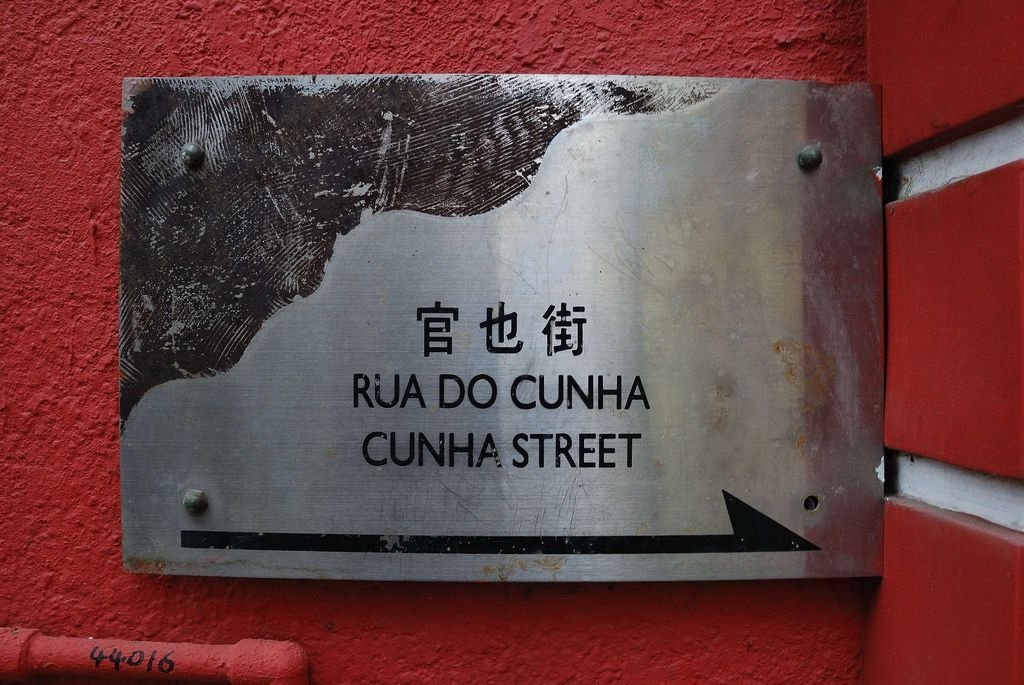 官也街
RUA DO CUNHA
CUNHA STREET
44016